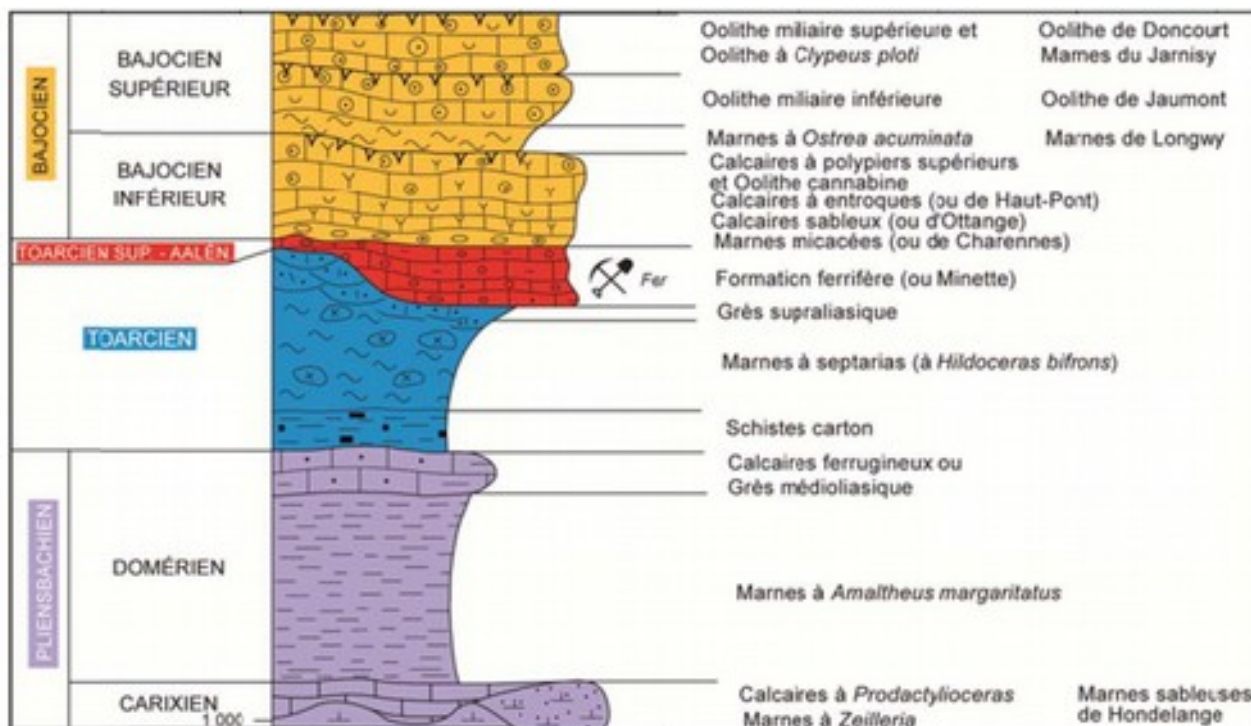 BAJOCIEN
BAJOCIEN
SUPÉRIEUR
BAJOCIEN
INFÉRIEUR
TOARCIEN SUP. - AALÉN
TOARCIEN
PLIENSBACHIEN
DOMÉRIEN
CARIXIEN
1 000
Fer
Oolithe miliaire supérieure et
Oolithe à Clypeus ploti
Oolithe de Doncourt
Marnes du Jarnisy
Oolithe miliaire inférieure
Oolithe de Jaumont
Marnes à Ostrea acuminata
Marnes de Longwy
Calcaires à polypiers supérieurs
et Oolithe cannabine
Calcaires à entroques (ou de Haut-Pont)
Calcaires sableux (ou d'Ottange)
Marnes micacées (ou de Charennes)
Formation ferrifère (ou Minette)
Grès supraliasique
Marnes à septarias (à Hildoceras bifrons)
Schistes carton
Calcaires ferrugineux ou
Grès médioliasique
Marnes à Amaltheus margaritatus
Calcaires à Prodactylioceras
Marnes à Zeilleria
Marnes sableuses
de Hondelange